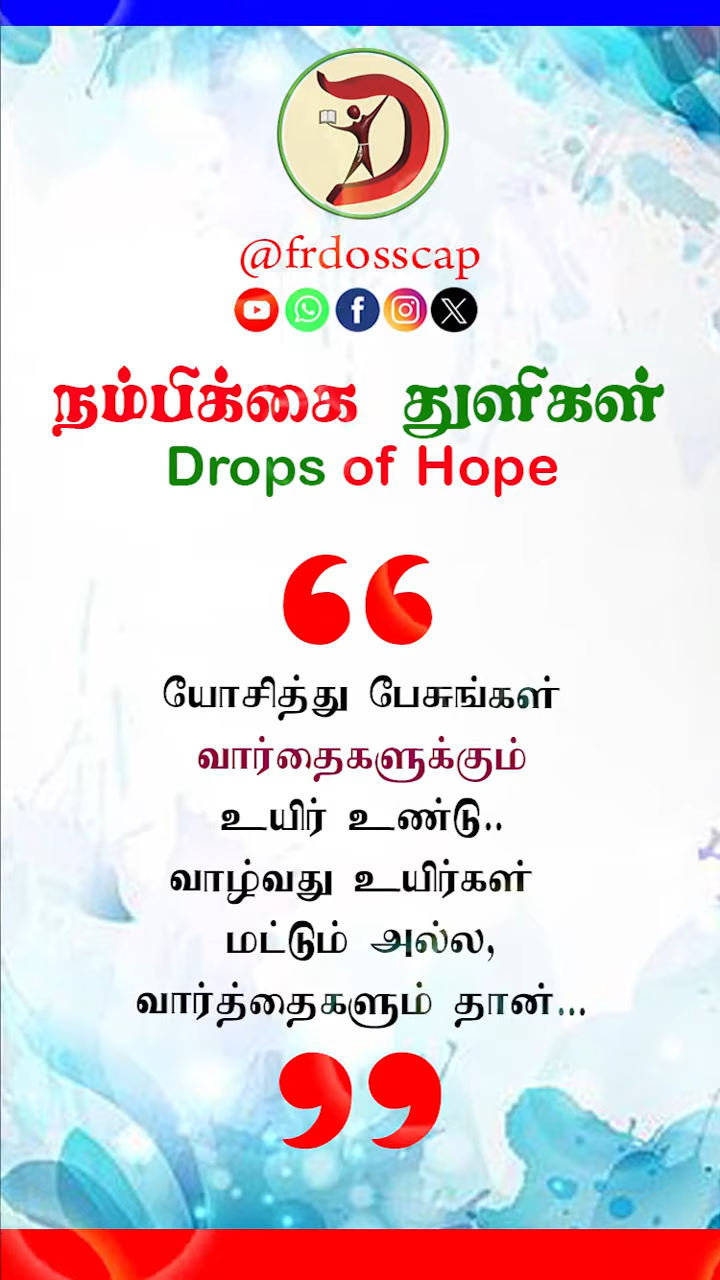 @frdosscap
நம்பிக்கை துளிகள்
Drops of Hope
யோசித்து பேசுங்கள்
வார்தைகளுக்கும்
உயிர் உண்டு..
வாழ்வது உயிர்கள்
மட்டும் அல்ல,
வார்த்தைகளும் தான்...